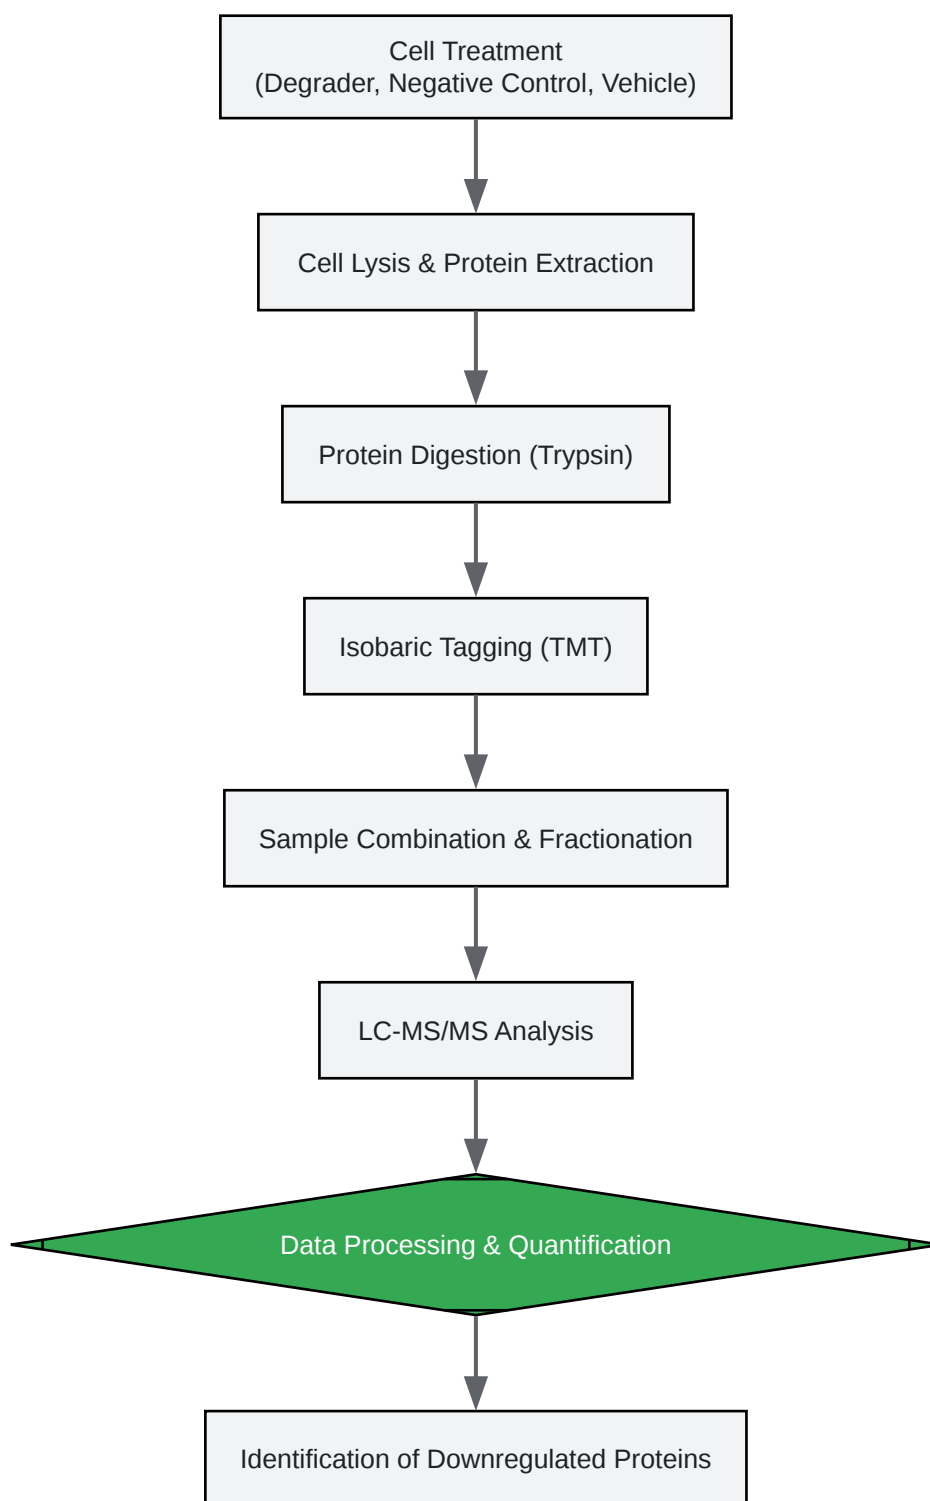 Cell Treatment
(Degrader, Negative Control, Vehicle)
Cell Lysis & Protein Extraction
Protein Digestion (Trypsin)
Isobaric Tagging (TMT)
Sample Combination & Fractionation
LC-MS/MS Analysis
Data Processing & Quantification
Identification of Downregulated Proteins